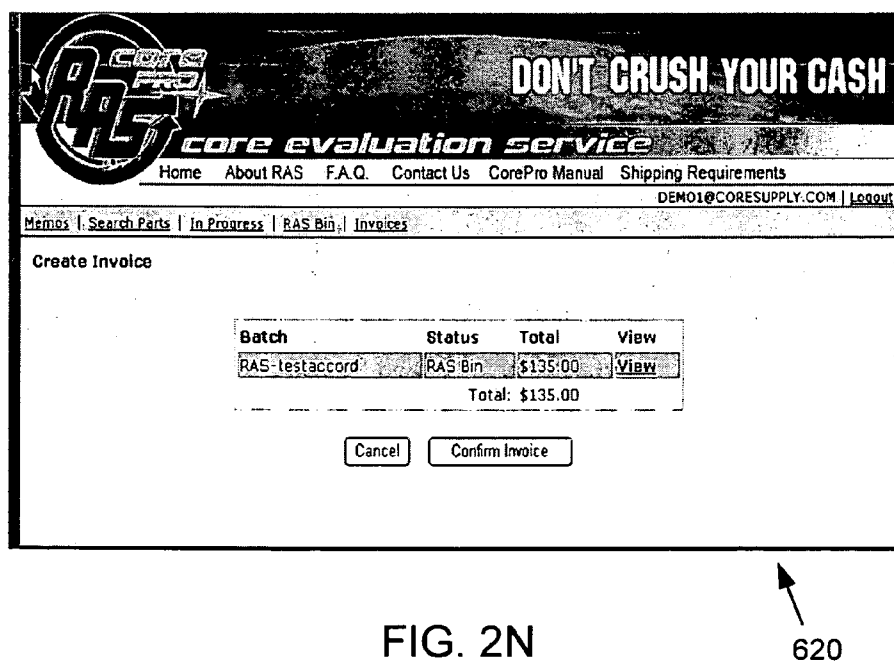 CORE
PRO
RAS
DON'T CRUSH YOUR CASH
core evaluation service
Home About RAS F.A.Q. Contact Us CorePro Manual Shipping Requirements
DEMO1@CORESUPPLY.COM | Logout
Memos | Search Parts | In Progress | RAS Bin | Invoices
Create Invoice
Batch Status Total View
RAS-testaccord RAS Bin $135.00 View
Total: $135.00
Cancel Confirm Invoice
FIG. 2N
620